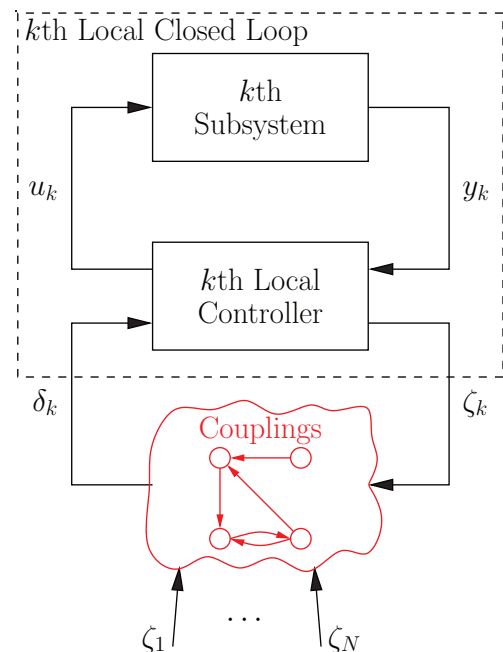 kth Local Closed Loop
kth
Subsystem
u_k
y_k
kth Local
Controller
δ_k
ζ_k
Couplings
...
ζ_1
ζ_N